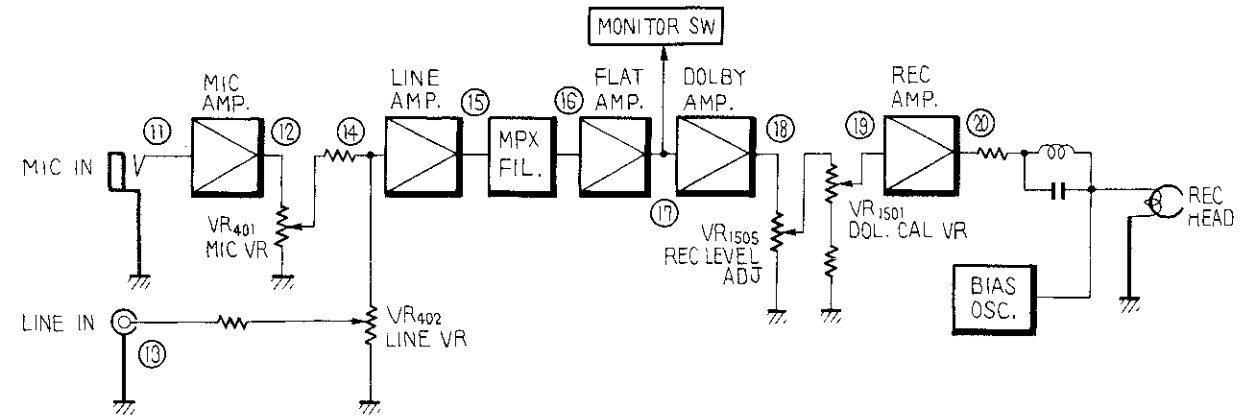 MONITOR SW
MIC
AMP.
LINE
AMP.
FLAT
AMP.
DOLBY
AMP.
REC
AMP.
⑪
⑫
⑭
⑮
⑯
⑰
⑱
⑲
⑳
MPX
FIL.
MIC IN
VR401
MIC VR
VR1505
REC LEVEL
ADJ
VR1501
DOL. CAL VR
REC
HEAD
BIAS
OSC.
LINE IN
⑬
VR402
LINE VR